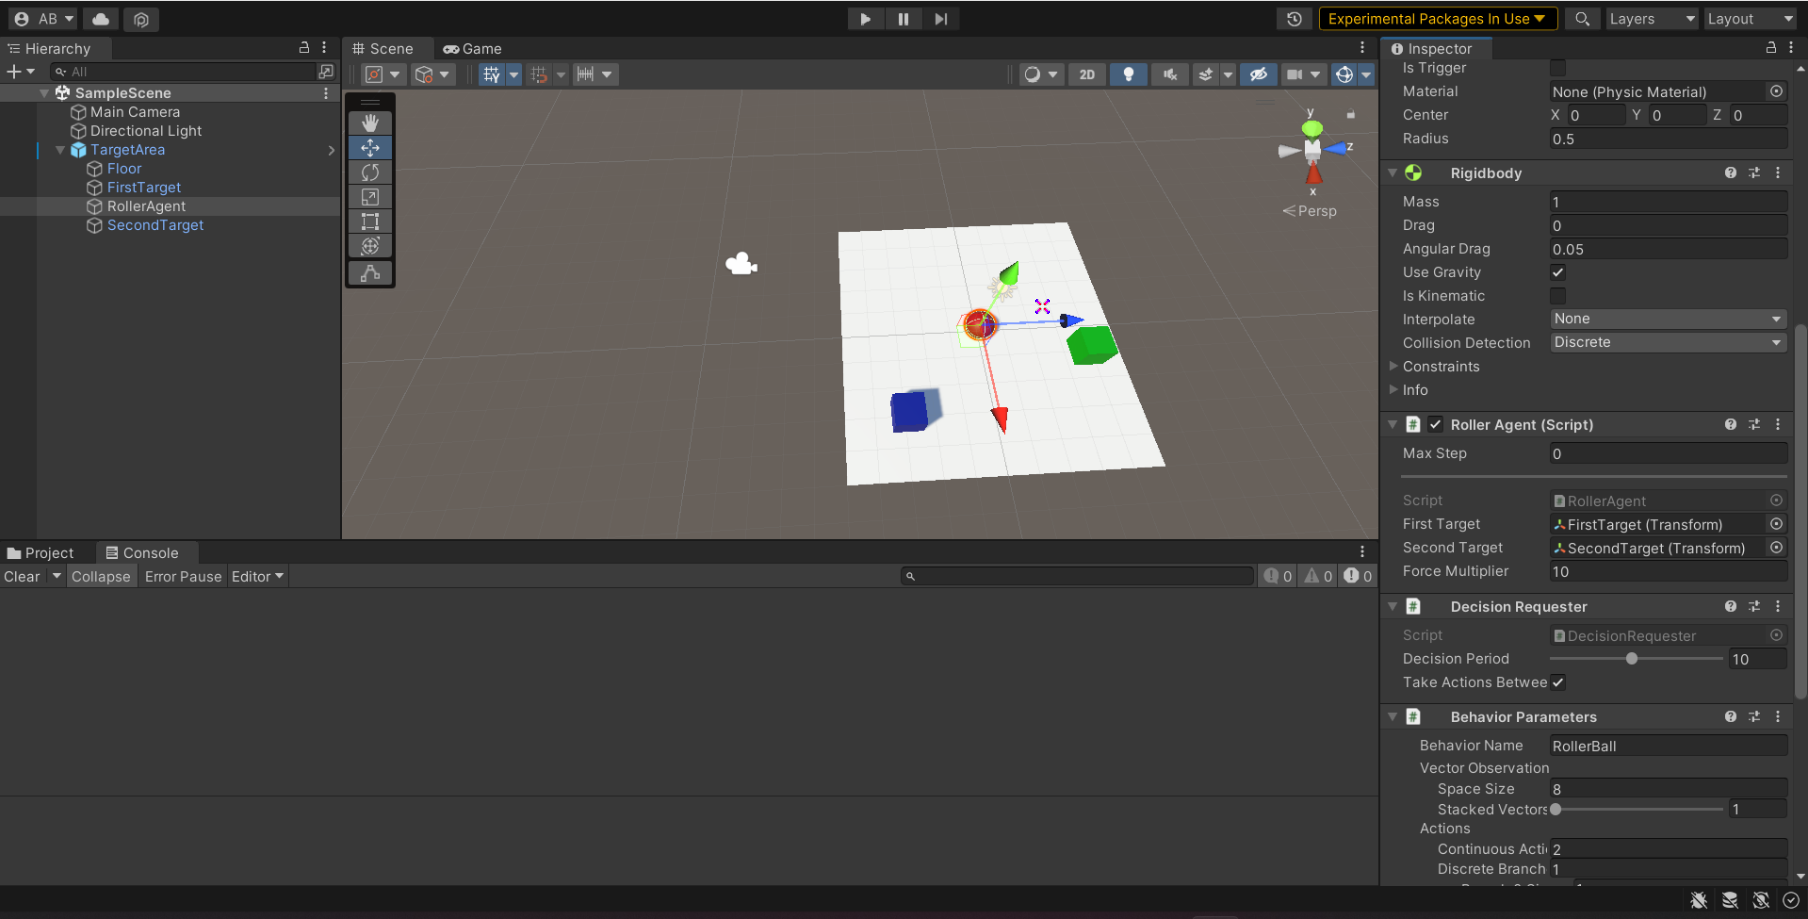 AB
Experimental Packages In Use
Layers
Layout
Hierarchy
All
SampleScene
Main Camera
Directional Light
TargetArea
Floor
FirstTarget
RollerAgent
SecondTarget
Scene
Game
2D
y
z
x
Persp
Project
Console
Clear
Collapse
Error Pause
Editor
0
0
0
Inspector
Is Trigger
Material None (Physic Material)
Center X 0 Y 0 Z 0
Radius 0.5
Rigidbody
Mass 1
Drag 0
Angular Drag 0.05
Use Gravity
Is Kinematic
Interpolate None
Collision Detection Discrete
Constraints
Info
# Roller Agent (Script)
Max Step 0
Script RollerAgent
First Target FirstTarget (Transform)
Second Target SecondTarget (Transform)
Force Multiplier 10
# Decision Requester
Script DecisionRequester
Decision Period 10
Take Actions Betwee
# Behavior Parameters
Behavior Name RollerBall
Vector Observation
Space Size 8
Stacked Vectors 1
Actions
Continuous Acti 2
Discrete Branch 1